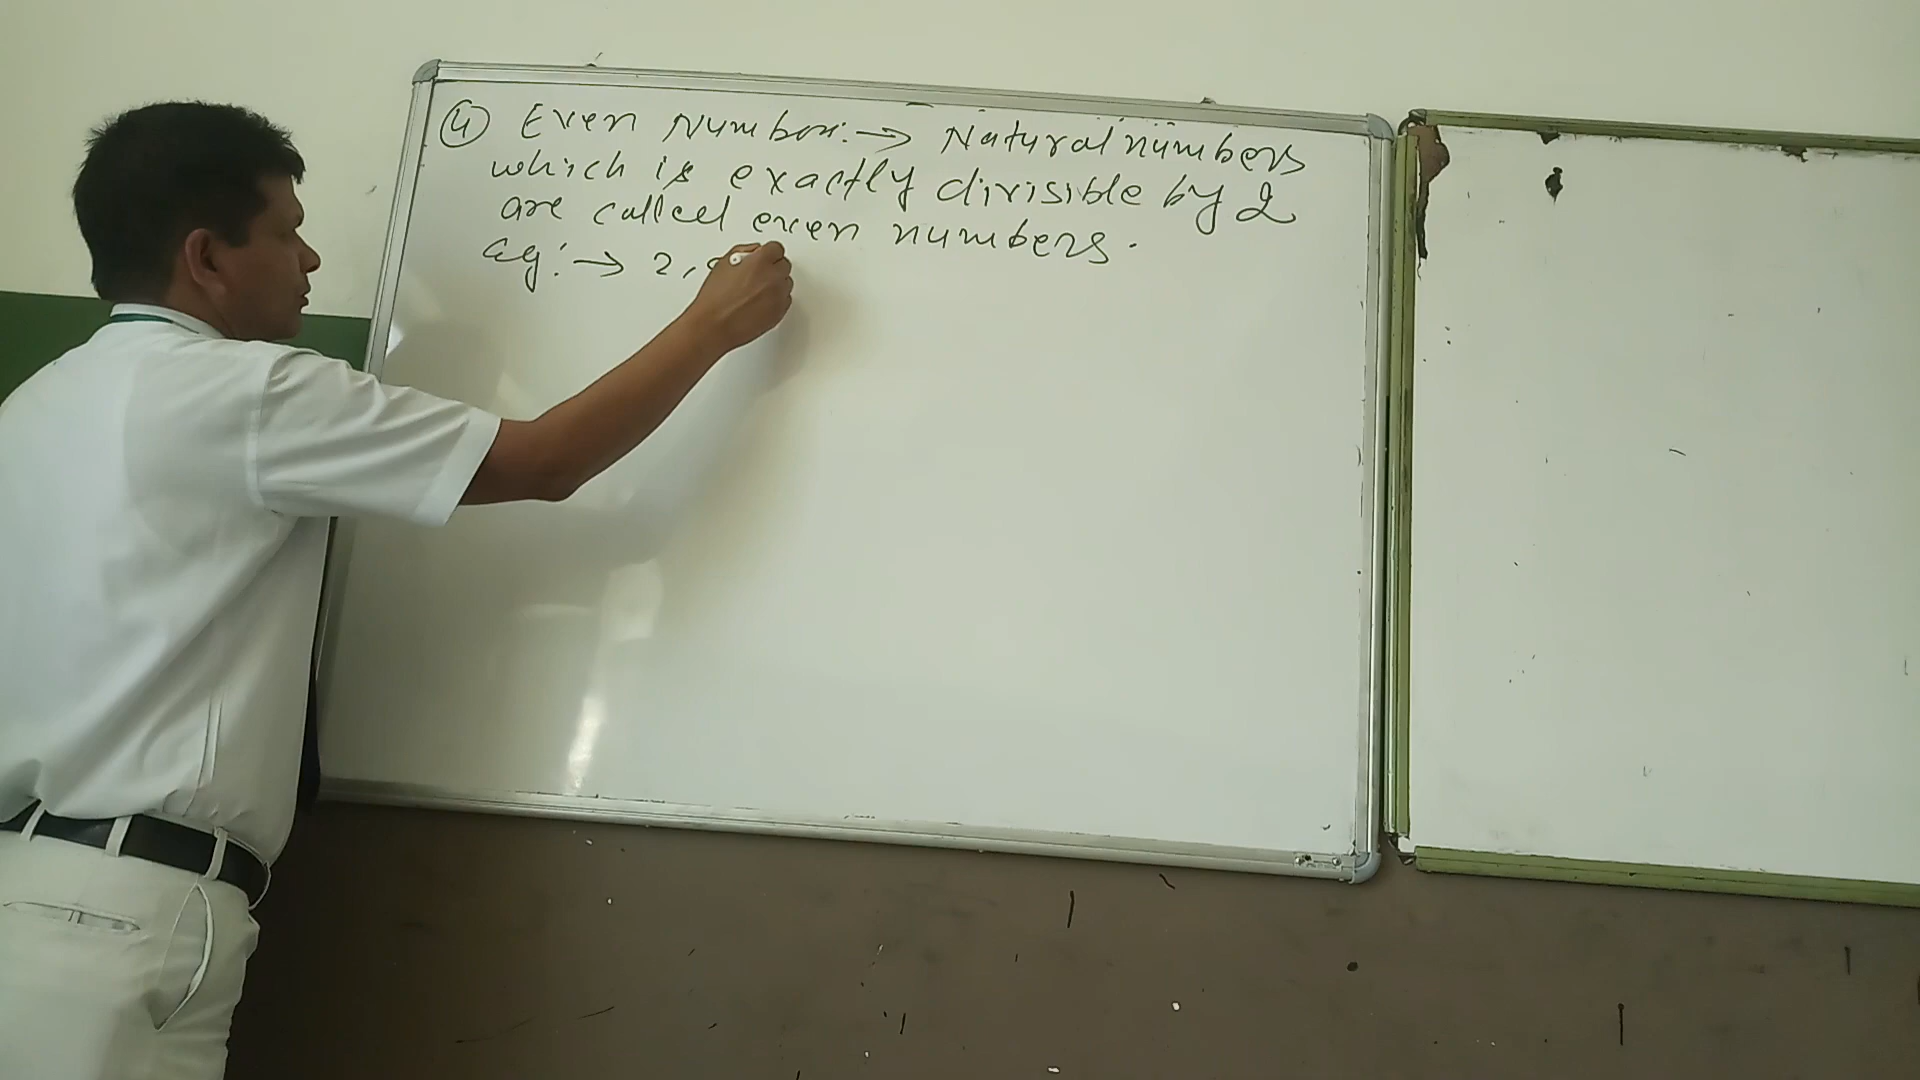 ④ Even Number:→ Natural numbers
which is exactly divisible by 2
are called even numbers.
eg:→ 2,